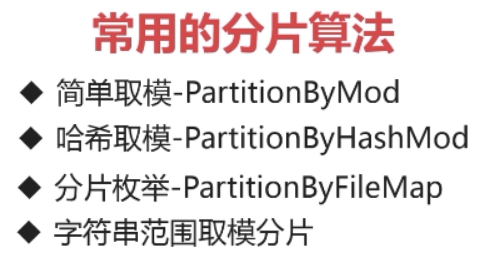 常用的分片算法
◆ 简单取模-PartitionByMod
◆ 哈希取模-PartitionByHashMod
◆ 分片枚举-PartitionByFileMap
◆ 字符串范围取模分片